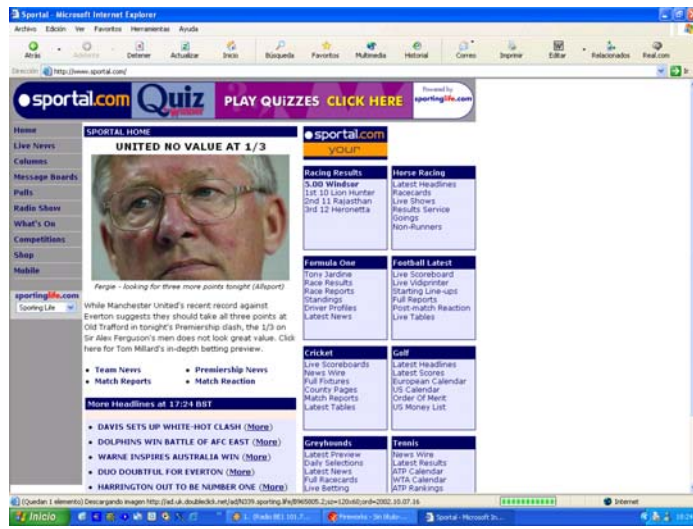 Sportal - Microsoft Internet Explorer
Archivo Edición Ver Favoritos Herramientas Ayuda
Atrás Detener Actualizar Inicio Búsqueda Favoritos Multimedia Historial Correo Imprimir Editar Relacionados Real.com
Dirección http://www.sportal.com/ Ir
sportal.com Quiz PLAY QUIZZES CLICK HERE Powered by sportinglife.com
Home
Live News
Columns
Message Boards
Polls
Radio Show
What's On
Competitions
Shop
Mobile
sportinglife.com
Sporting Life
SPORTAL HOME
UNITED NO VALUE AT 1/3
Fergie - looking for three more points tonight (Allsport)
While Manchester United's recent record against
Everton suggests they should take all three points at
Old Trafford in tonight's Premiership clash, the 1/3 on
Sir Alex Ferguson's men does not look great value. Click
here for Tom Millard's in-depth betting preview.
• Team News • Premiership News
• Match Reports • Match Reaction
More Headlines at 17:24 BST
• DAVIS SETS UP WHITE-HOT CLASH (More)
• DOLPHINS WIN BATTLE OF AFC EAST (More)
• WARNE INSPIRES AUSTRALIA WIN (More)
• DUO DOUBTFUL FOR EVERTON (More)
• HARRINGTON OUT TO BE NUMBER ONE (More)
sportal.com
your
Racing Results
5.00 Windsor
1st 10 Lion Hunter
2nd 11 Rajasthan
3rd 12 Heronetta
Horse Racing
Latest Headlines
Racecards
Live Shows
Results Service
Goings
Non-Runners
Formula One
Tony Jardine
Race Results
Race Reports
Standings
Driver Profiles
Latest News
Football Latest
Live Scoreboard
Live Vidiprinter
Starting Line-ups
Full Reports
Post-match Reaction
Live Tables
Cricket
Live Scoreboards
News Wire
Full Fixtures
County Pages
Match Reports
Latest Tables
Golf
Latest Headlines
Latest Scores
European Calendar
US Calendar
Order Of Merit
US Money List
Greyhounds
Latest Preview
Daily Selections
Latest News
Full Racecards
Live Betting
Tennis
News Wire
Latest Results
ATP Calendar
WTA Calendar
ATP Rankings
(Quedan 1 elemento) Descargando imagen Internet
Inicio Sportal - Microsoft In...